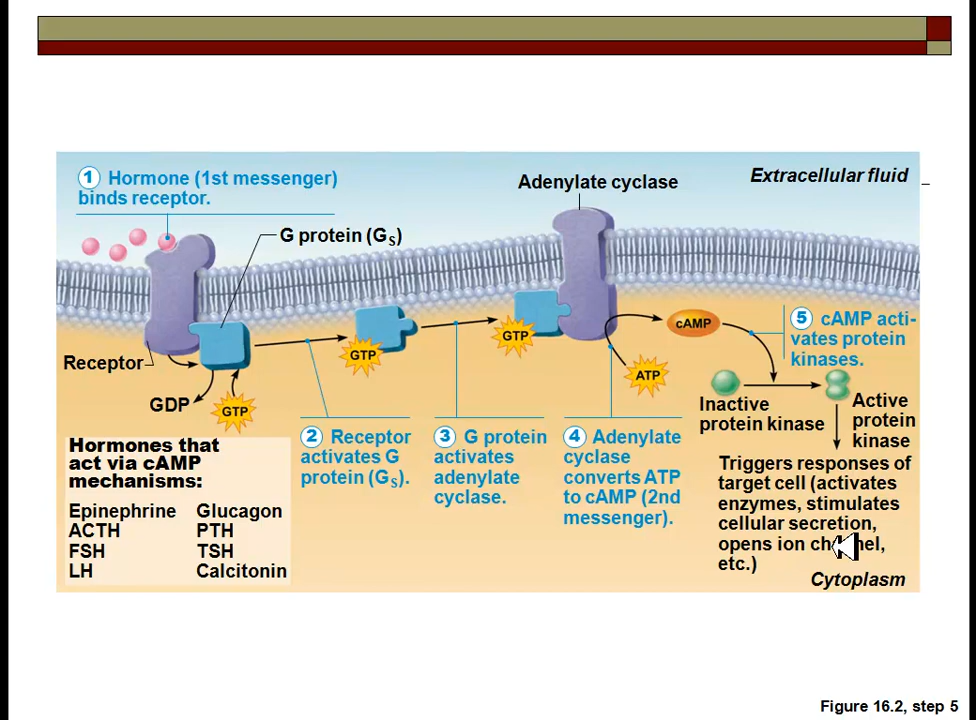 1 Hormone (1st messenger)
binds receptor.
Adenylate cyclase
Extracellular fluid
G protein (GS)
Receptor
GDP
GTP
GTP
GTP
ATP
cAMP
5 cAMP acti-
vates protein
kinases.
Inactive
protein kinase
Active
protein
kinase
2 Receptor
activates G
protein (GS).
3 G protein
activates
adenylate
cyclase.
4 Adenylate
cyclase
converts ATP
to cAMP (2nd
messenger).
Hormones that
act via cAMP
mechanisms:
Epinephrine Glucagon
ACTH PTH
FSH TSH
LH Calcitonin
Triggers responses of
target cell (activates
enzymes, stimulates
cellular secretion,
opens ion channel,
etc.)
Cytoplasm
Figure 16.2, step 5